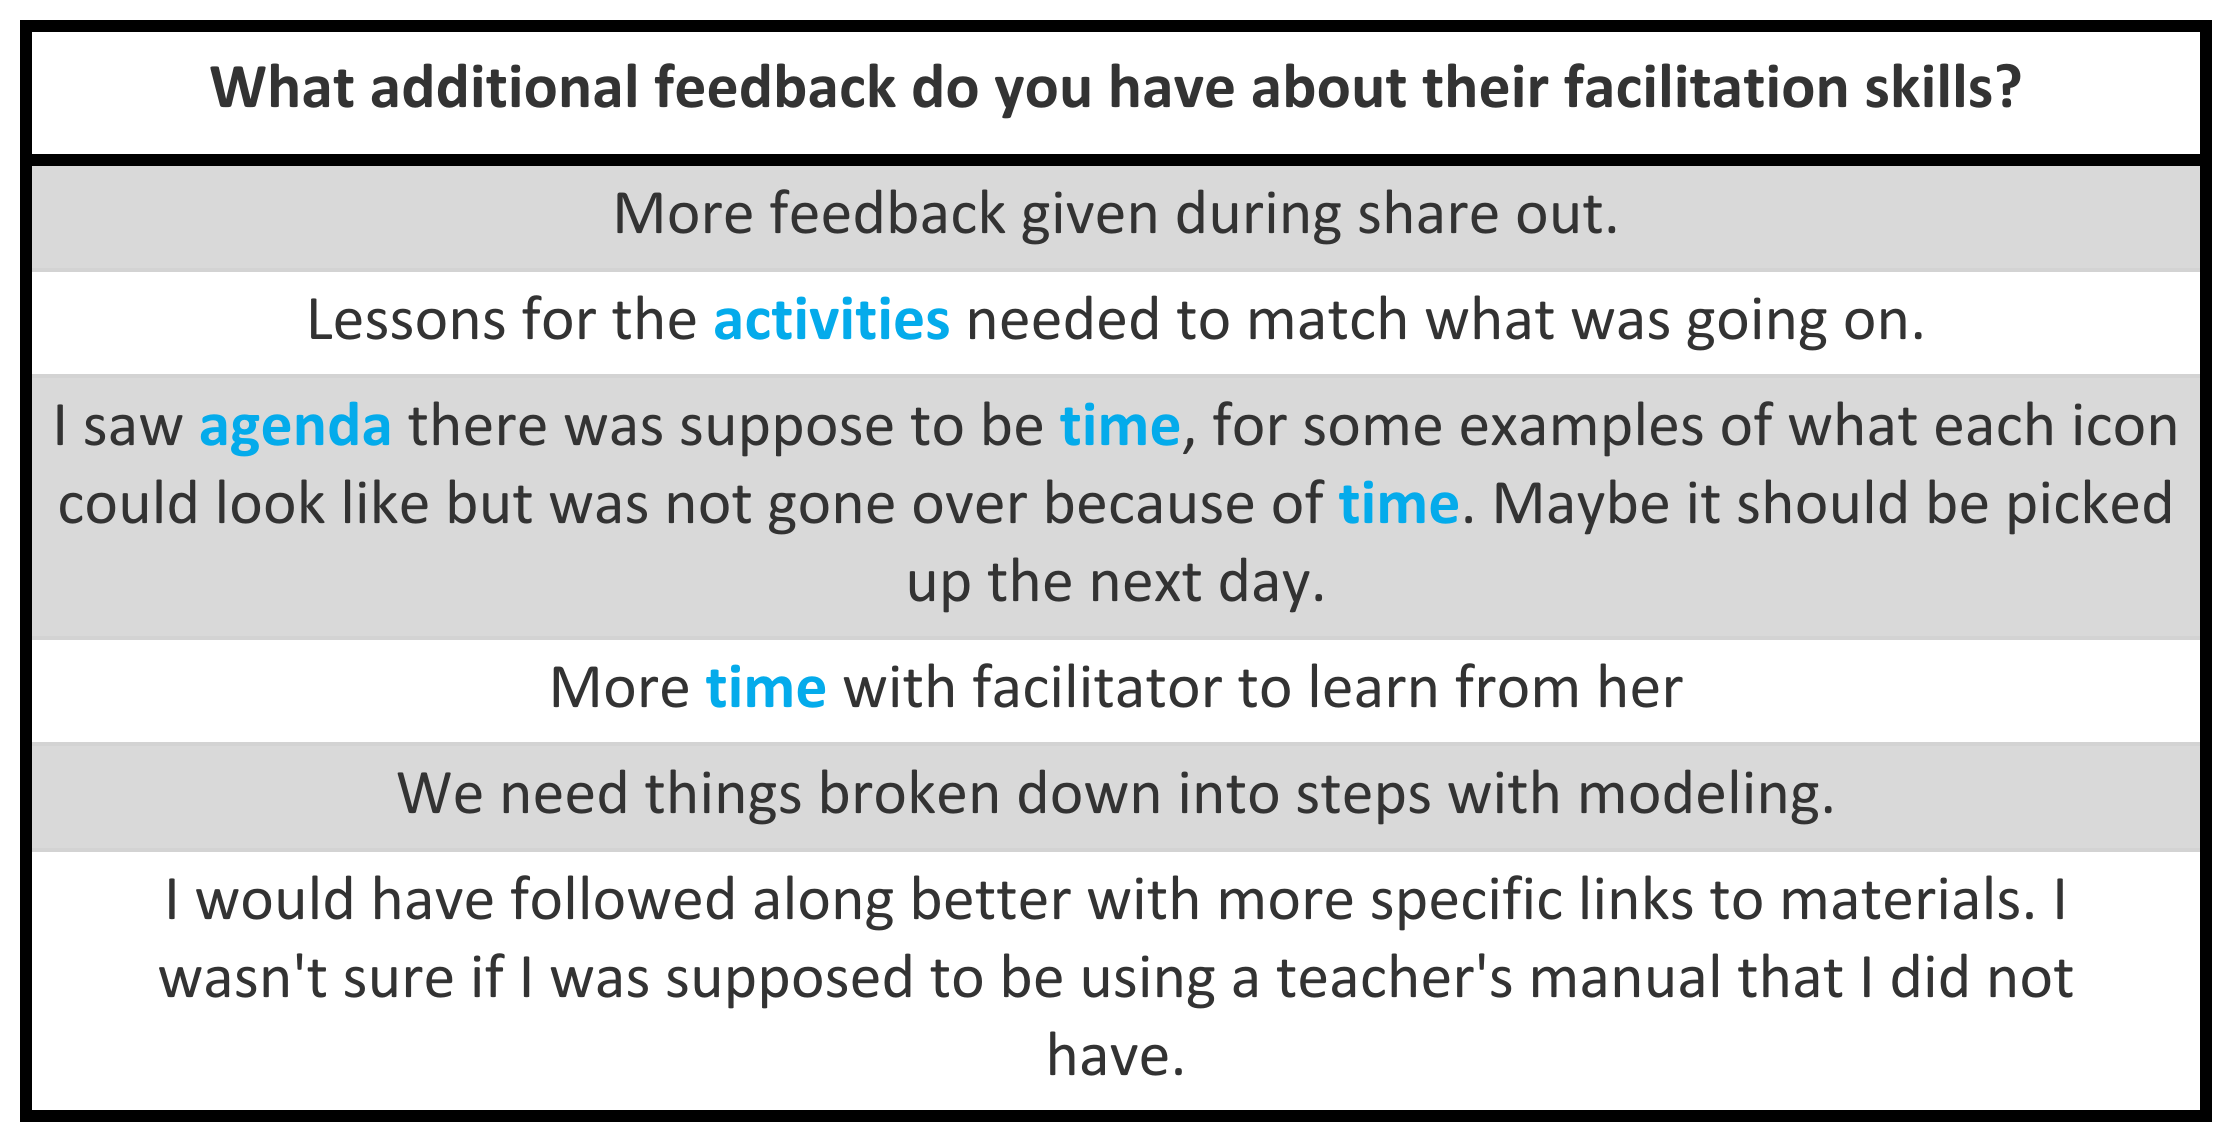 What additional feedback do you have about their facilitation skills?
More feedback given during share out.
Lessons for the activities needed to match what was going on.
I saw agenda there was suppose to be time, for some examples of what each icon
could look like but was not gone over because of time. Maybe it should be picked
up the next day.
More time with facilitator to learn from her
We need things broken down into steps with modeling.
I would have followed along better with more specific links to materials. I
wasn't sure if I was supposed to be using a teacher's manual that I did not
have.